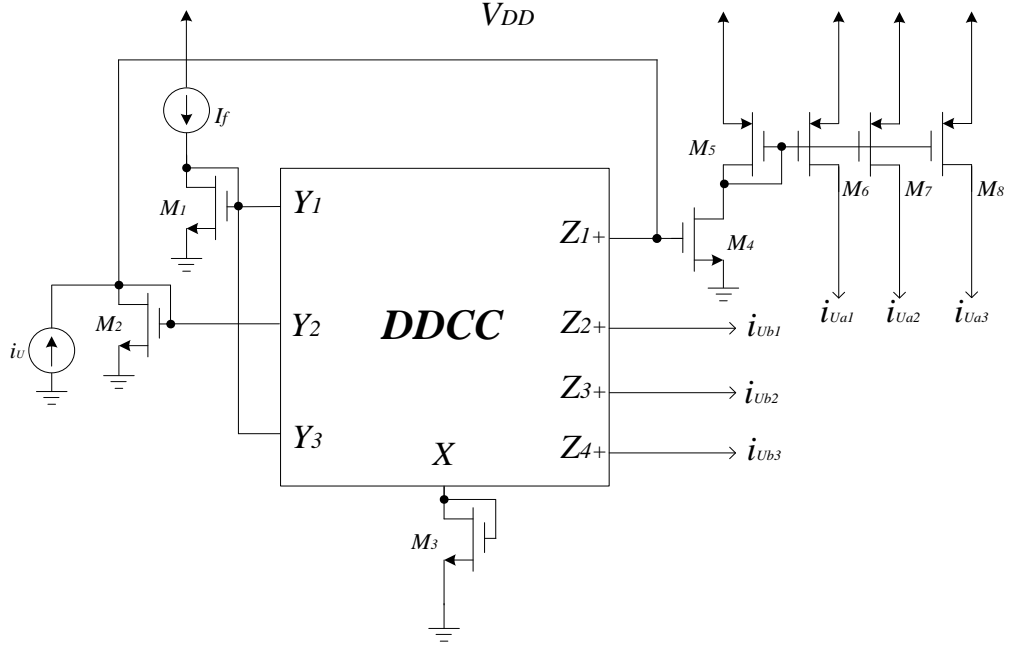 VDD
If
M5
M1
Y1
M6
M7
M8
Z1+
M4
iU
M2
Y2
DDCC
Z2+
iUb1
iUa1
iUa2
iUa3
Z3+
iUb2
Y3
X
Z4+
iUb3
M3